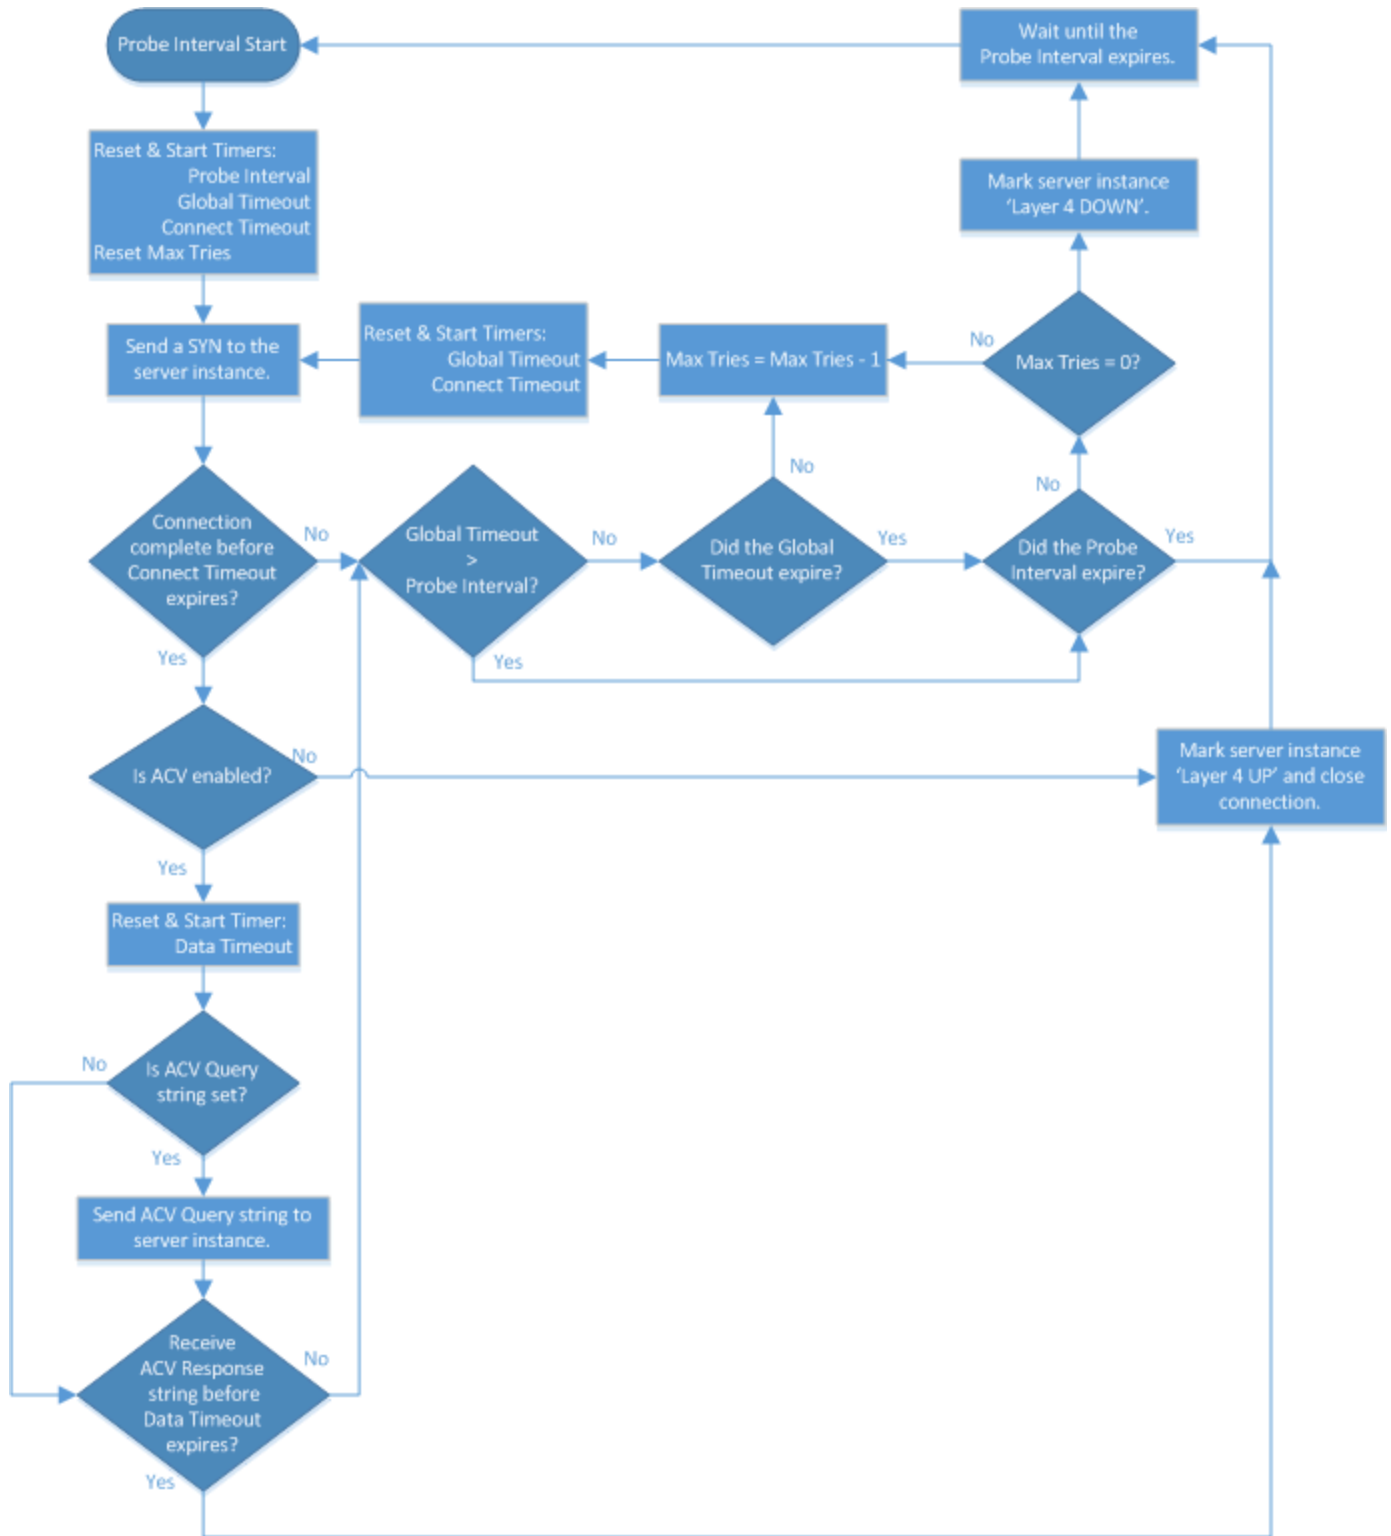 Probe Interval Start
Wait until the
Probe Interval expires.
Reset & Start Timers:
Probe Interval
Global Timeout
Connect Timeout
Reset Max Tries
Mark server instance
‘Layer 4 DOWN’.
Send a SYN to the
server instance.
Reset & Start Timers:
Global Timeout
Connect Timeout
Max Tries = Max Tries - 1
No
Max Tries = 0?
Connection
complete before
Connect Timeout
expires?
No
Yes
Global Timeout
>
Probe Interval?
No
Yes
No
Did the Global
Timeout expire?
Yes
No
Did the Probe
Interval expire?
Yes
Is ACV enabled?
No
Yes
Mark server instance
‘Layer 4 UP’ and close
connection.
Reset & Start Timer:
Data Timeout
No
Is ACV Query
string set?
Yes
Send ACV Query string to
server instance.
Receive
ACV Response
string before
Data Timeout
expires?
No
Yes